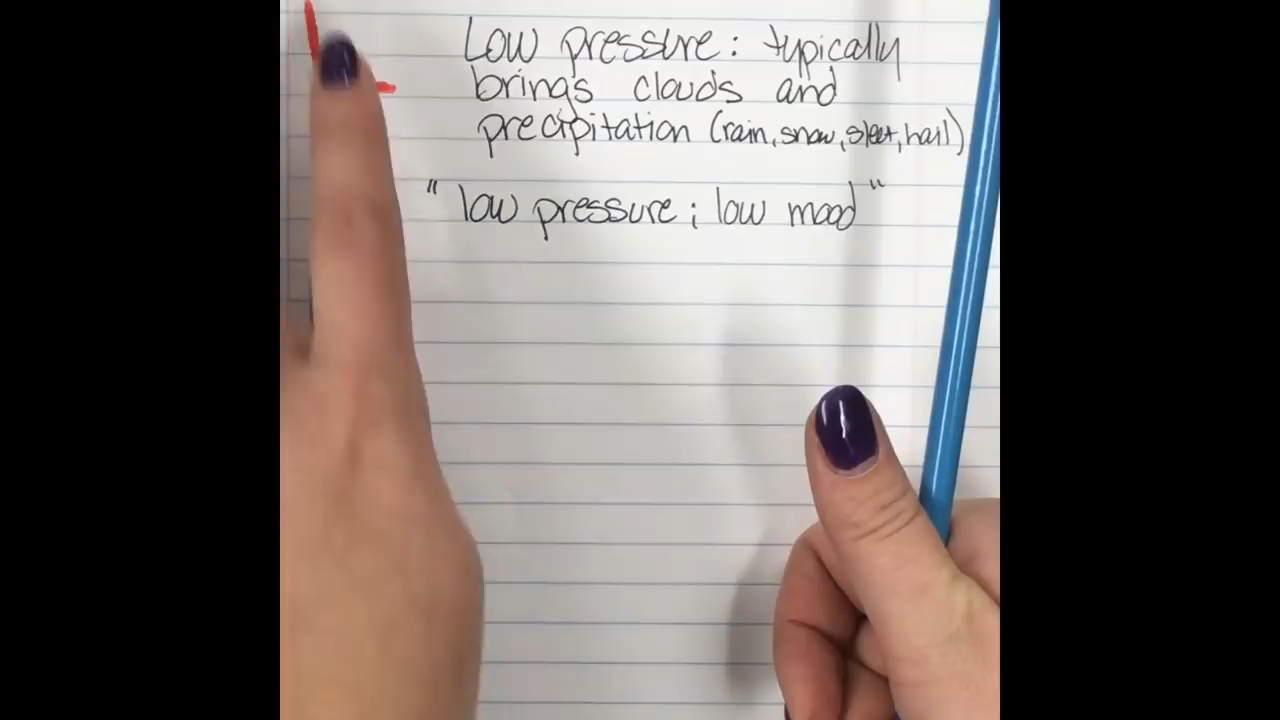 Low pressure: typically
brings clouds and
precipitation (rain, snow, sleet, hail)
"low pressure; low mood"